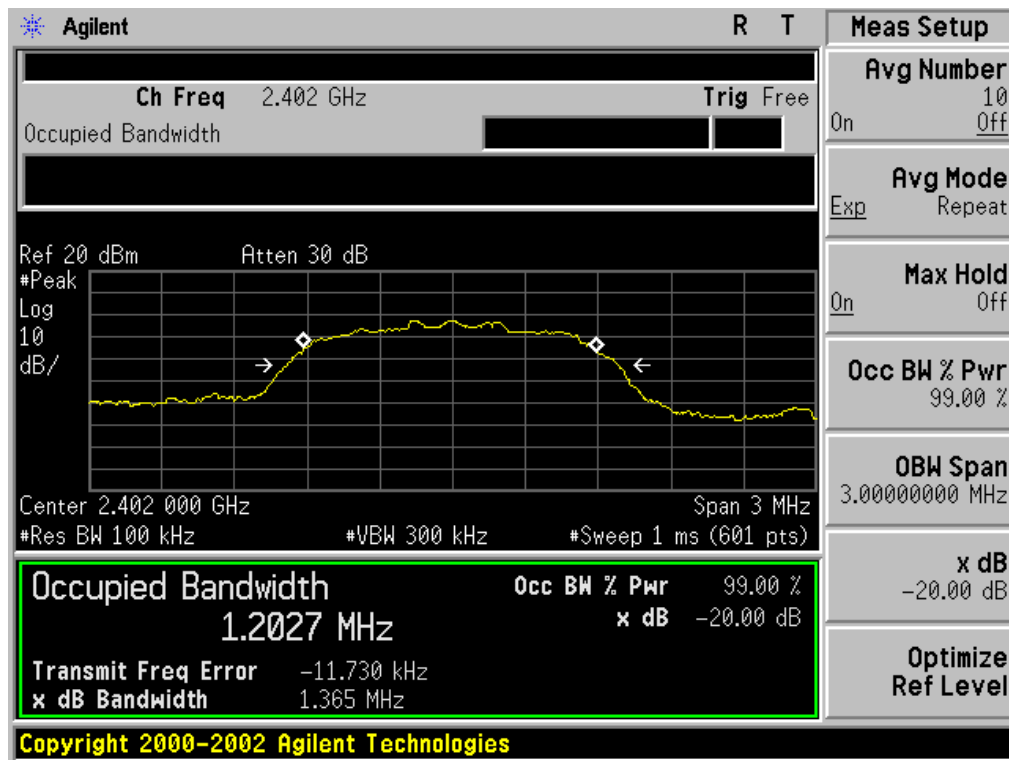 Agilent R T
Ch Freq 2.402 GHz Trig Free
Occupied Bandwidth
Ref 20 dBm Atten 30 dB
#Peak
Log
10
dB/
Center 2.402 000 GHz Span 3 MHz
#Res BW 100 kHz #VBW 300 kHz #Sweep 1 ms (601 pts)
Occupied Bandwidth
1.2027 MHz
Occ BW % Pwr 99.00 %
x dB -20.00 dB
Transmit Freq Error -11.730 kHz
x dB Bandwidth 1.365 MHz
Copyright 2000-2002 Agilent Technologies
Meas Setup
Avg Number
10
On Off
Avg Mode
Exp Repeat
Max Hold
On Off
Occ BW % Pwr
99.00 %
OBW Span
3.00000000 MHz
x dB
-20.00 dB
Optimize
Ref Level